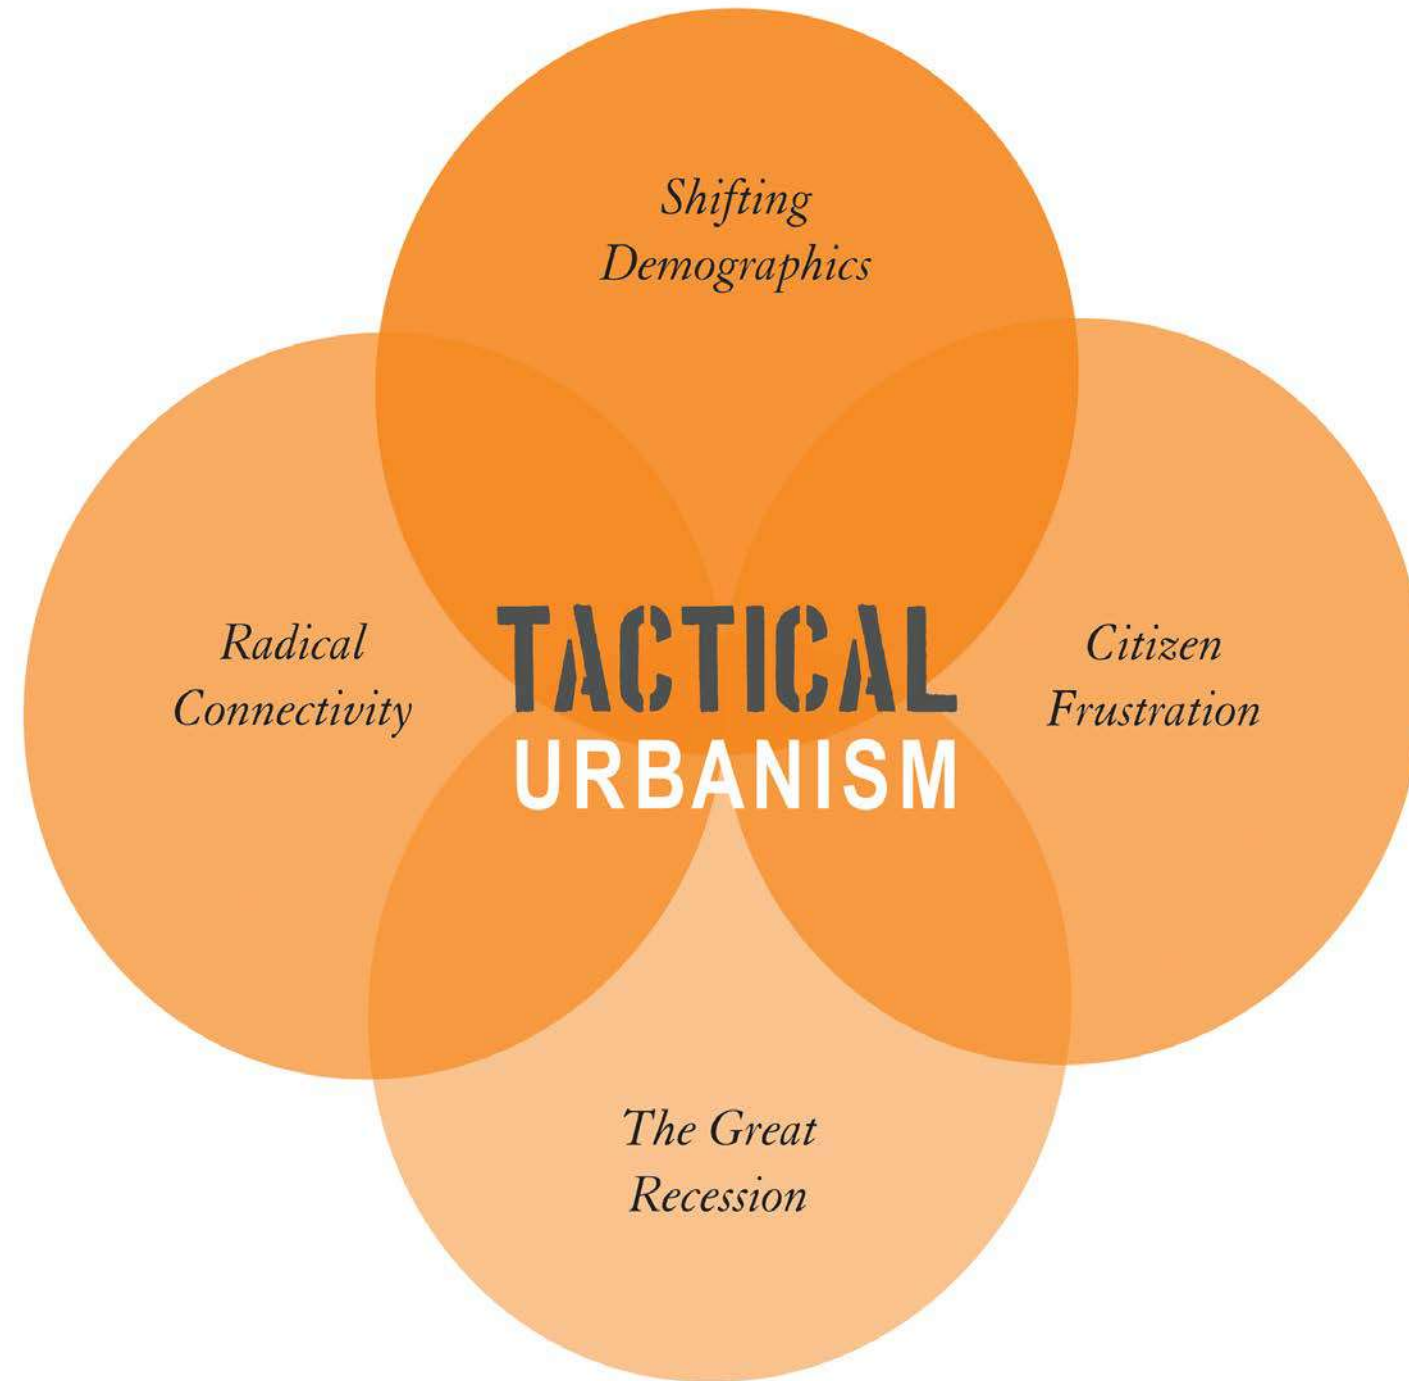 Shifting
Demographics
Radical
Connectivity
TACTICAL
URBANISM
Citizen
Frustration
The Great
Recession